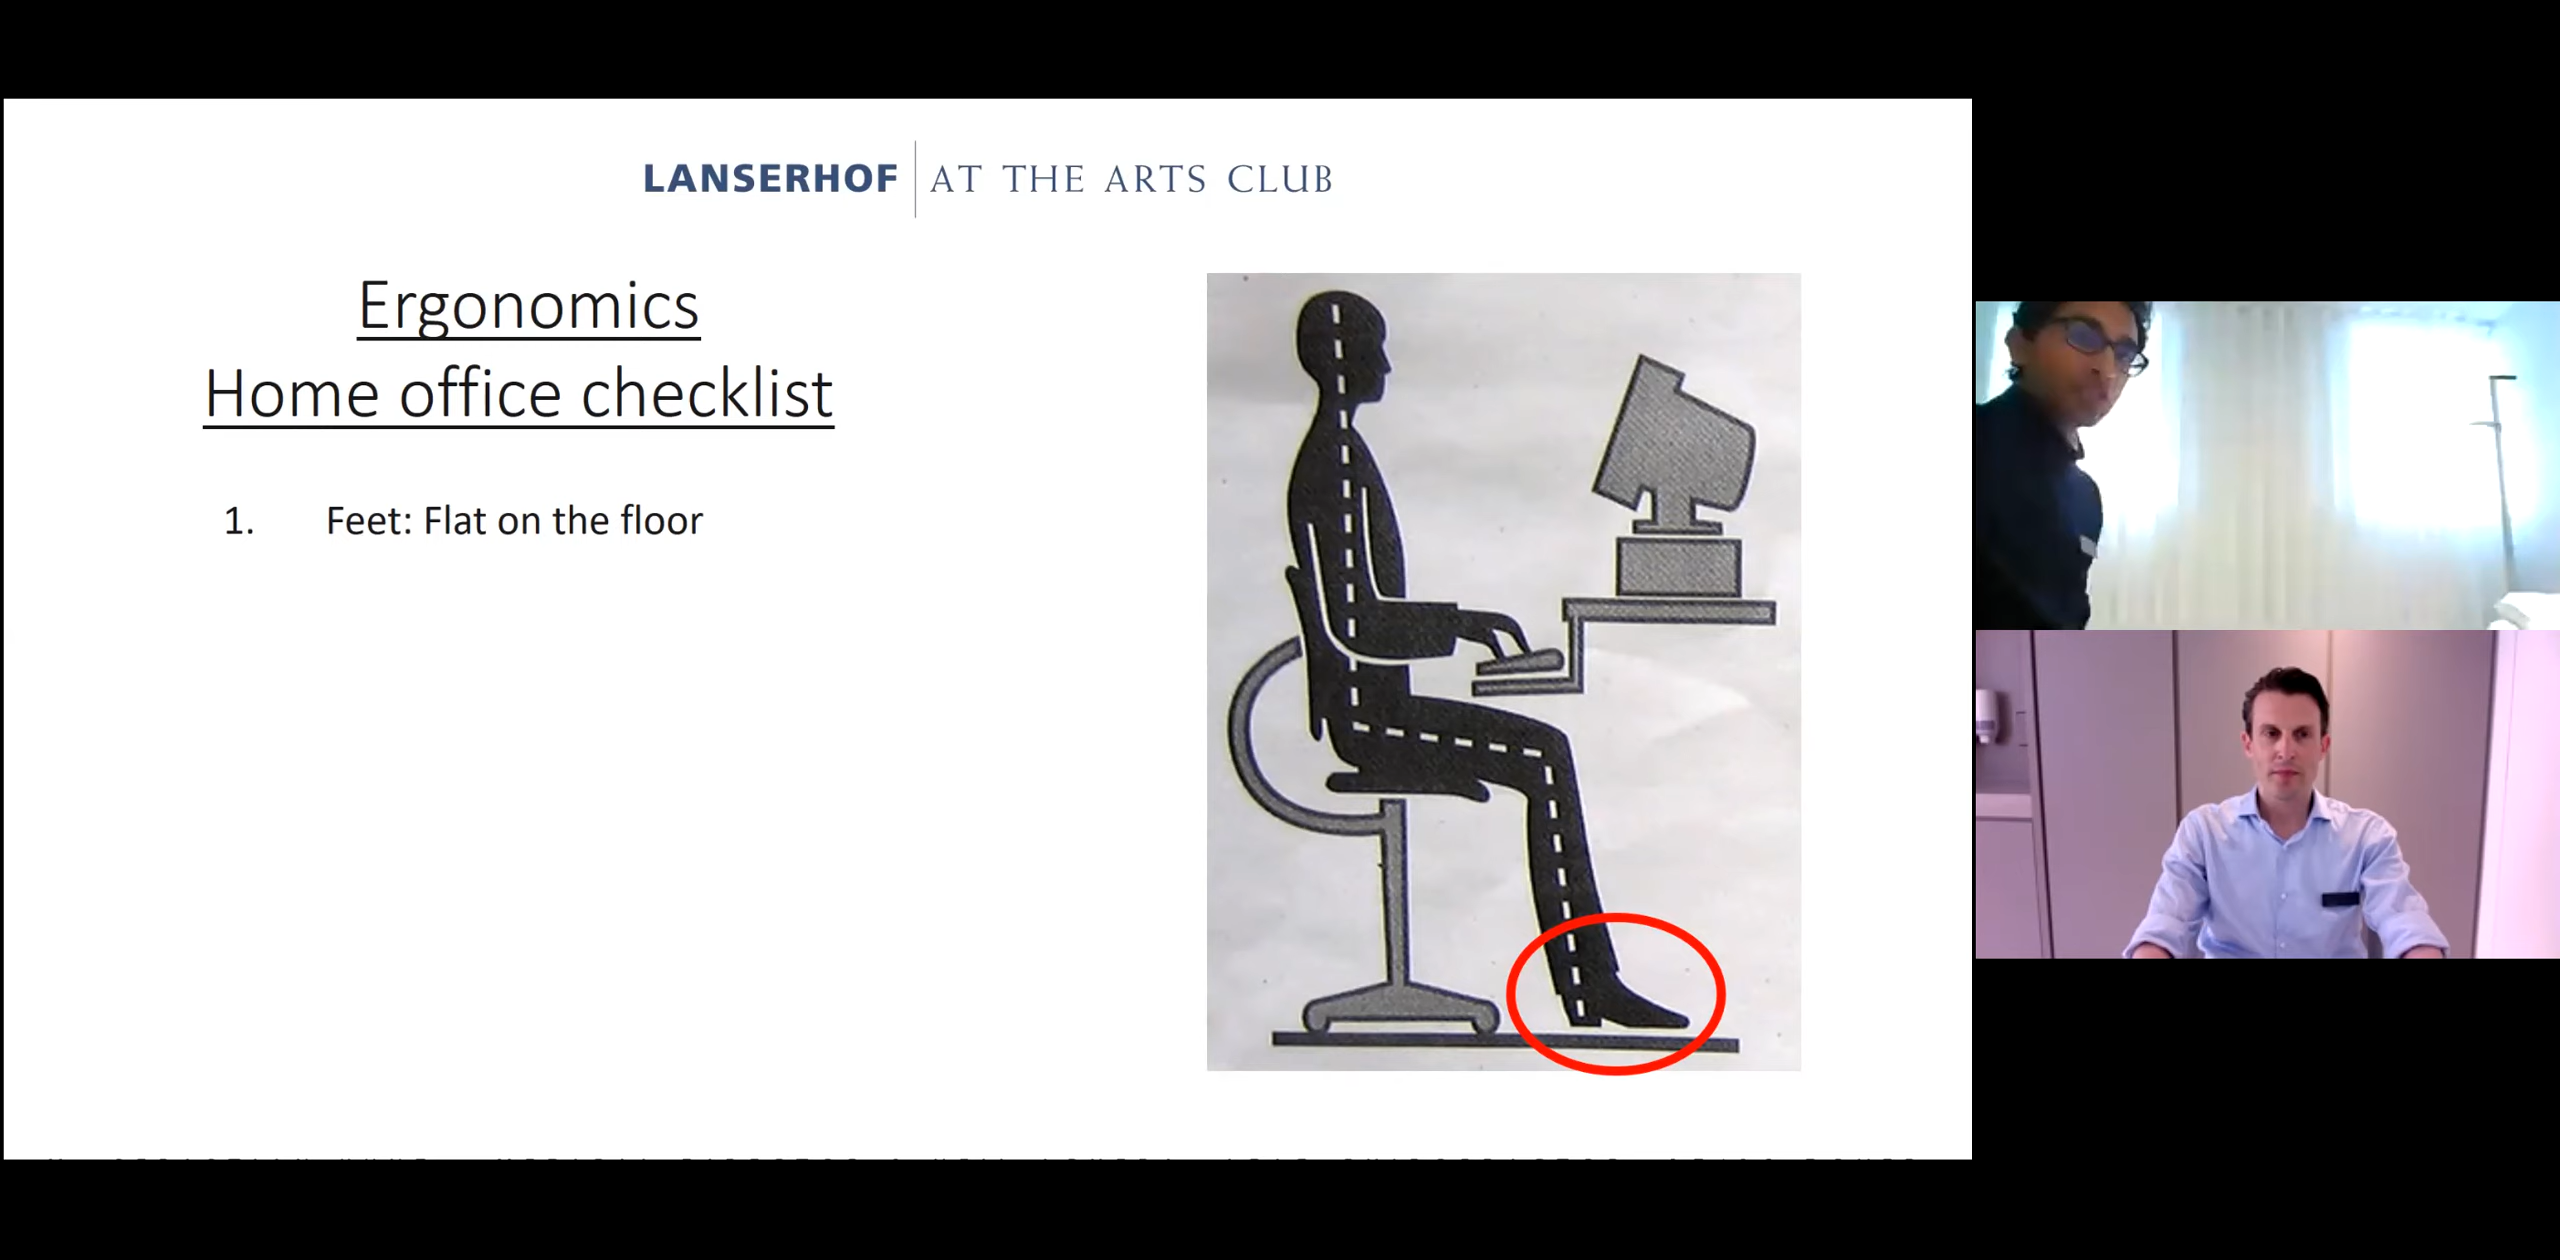 LANSERHOF AT THE ARTS CLUB
Ergonomics
Home office checklist
1. Feet: Flat on the floor